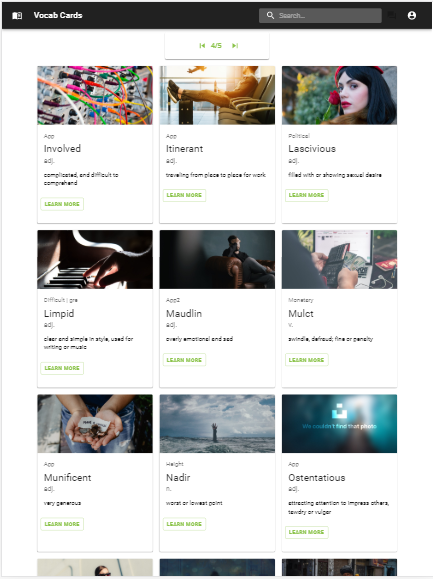 Vocab Cards
Search...
4/5
App
Involved
adj.
complicated, and difficult to
comprehend
LEARN MORE
App
Itinerant
adj.
traveling from place to place for work
LEARN MORE
Political
Lascivious
adj.
filled with or showing sexual desire
LEARN MORE
Difficult | gre
Limpid
adj.
clear and simple in style, used for
writing or music
LEARN MORE
App2
Maudlin
adj.
overly emotional and sad
LEARN MORE
Monetary
Mulct
v.
swindle, defraud; fine or penalty
LEARN MORE
App
Munificent
adj.
very generous
LEARN MORE
Height
Nadir
n.
worst or lowest point
LEARN MORE
We couldn't find that photo.
App
Ostentatious
adj.
attracting attention to impress others,
tawdry or vulgar
LEARN MORE